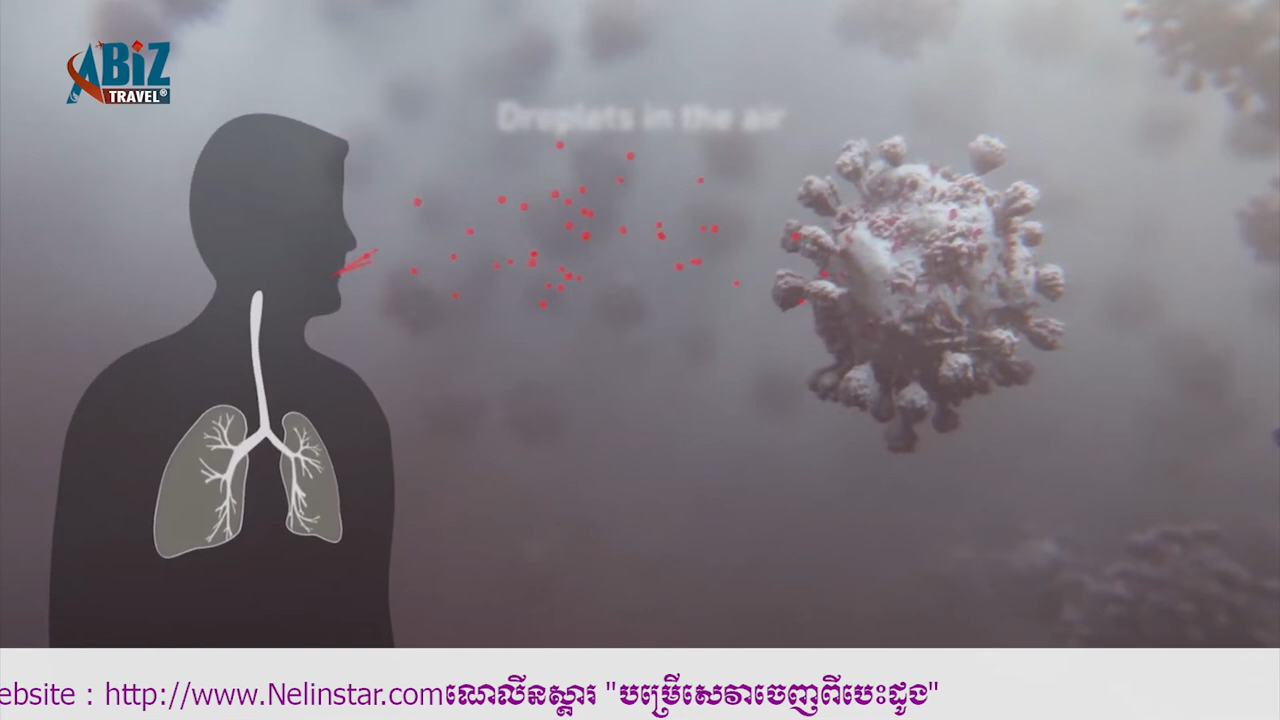 ABiZ
TRAVEL®
Droplets in the air
ebsite : http://www.Nelinstar.comណេលីនស្តារ "បម្រើសេវាចេញពីបេះដូង"